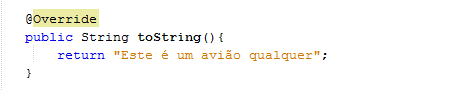 @Override
public String toString(){
return "Este é um avião qualquer";
}